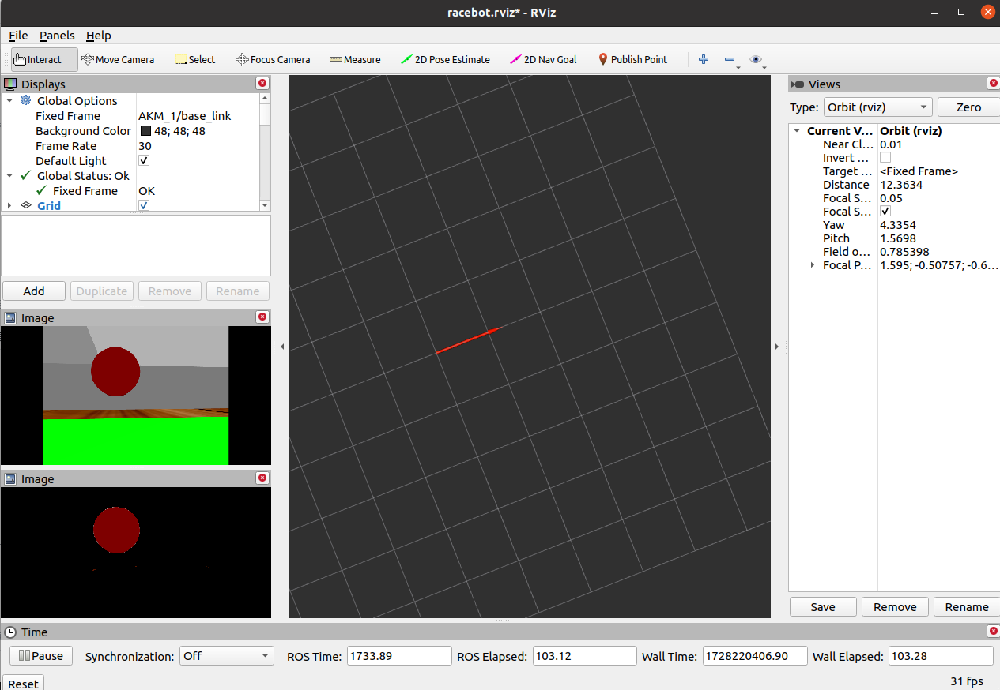 racebot.rviz* - RViz
File Panels Help
Interact Move Camera Select Focus Camera Measure 2D Pose Estimate 2D Nav Goal Publish Point
Displays
Global Options
Fixed Frame AKM_1/base_link
Background Color 48; 48; 48
Frame Rate 30
Default Light
Global Status: Ok
Fixed Frame OK
Grid
Add Duplicate Remove Rename
Image
Image
Views
Type: Orbit (rviz) Zero
Current V... Orbit (rviz)
Near Cl... 0.01
Invert ...
Target ... <Fixed Frame>
Distance 12.3634
Focal S... 0.05
Focal S...
Yaw 4.3354
Pitch 1.5698
Field o... 0.785398
Focal P... 1.595; -0.50757; -0.6...
Save Remove Rename
Time
Pause Synchronization: Off ROS Time: 1733.89 ROS Elapsed: 103.12 Wall Time: 1728220406.90 Wall Elapsed: 103.28
Reset 31 fps